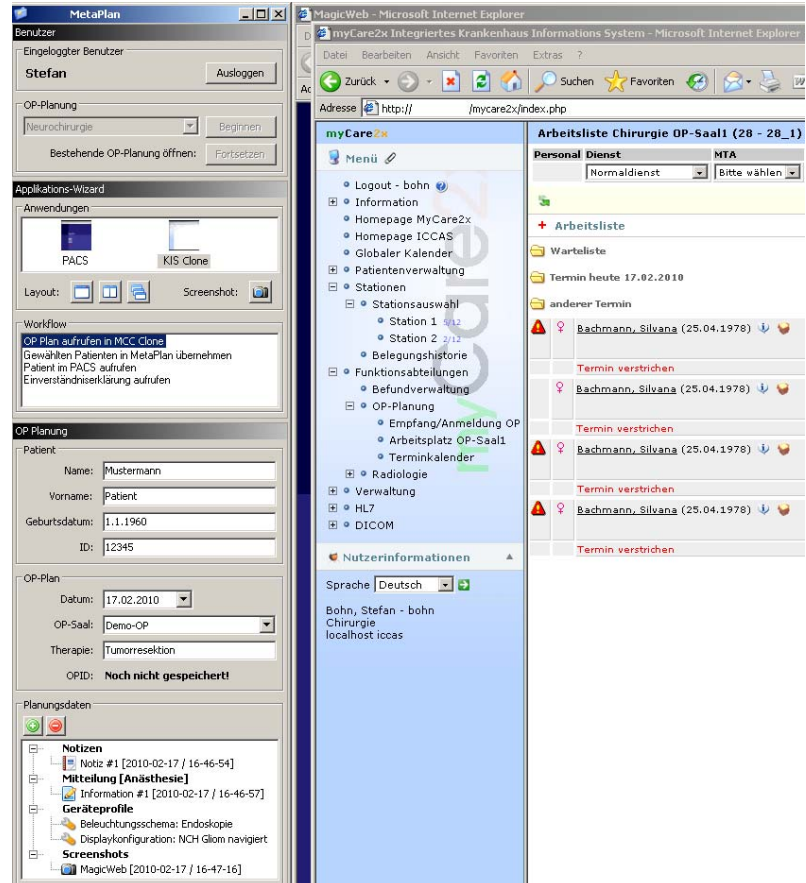 MetaPlan
Benutzer
Eingeloggter Benutzer
Stefan
Ausloggen
OP-Planung
Neurochirurgie
Beginnen
Bestehende OP-Planung öffnen:
Fortsetzen
Applikations-Wizard
Anwendungen
PACS
KIS Clone
Layout:
Screenshot:
Workflow
OP Plan aufrufen in MCC Clone
Gewählten Patienten in MetaPlan übernehmen
Patient im PACS aufrufen
Einverständniserklärung aufrufen
OP Planung
Patient
Name: Mustermann
Vorname: Patient
Geburtsdatum: 1.1.1960
ID: 12345
OP-Plan
Datum: 17.02.2010
OP-Saal: Demo-OP
Therapie: Tumorresektion
OPID: Noch nicht gespeichert!
Planungsdaten
Notizen
Notiz #1 [2010-02-17 / 16-46-54]
Mitteilung [Anästhesie]
Information #1 [2010-02-17 / 16-46-57]
Geräteprofile
Beleuchtungsschema: Endoskopie
Displaykonfiguration: NCH Gliom navigiert
Screenshots
MagicWeb [2010-02-17 / 16-47-16]
MagicWeb - Microsoft Internet Explorer
myCare2x Integriertes Krankenhaus Informations System - Microsoft Internet Explorer
Datei Bearbeiten Ansicht Favoriten Extras ?
Zurück
Suchen
Favoriten
Adresse http:// /mycare2x/index.php
myCare2x
Menü
Logout - bohn
Information
Homepage MyCare2x
Homepage ICCAS
Globaler Kalender
Patientenverwaltung
Stationen
Stationsauswahl
Station 1 5/12
Station 2 2/12
Belegungshistorie
Funktionsabteilungen
Befundverwaltung
OP-Planung
Empfang/Anmeldung OP
Arbeitsplatz OP-Saal1
Terminkalender
Radiologie
Verwaltung
HL7
DICOM
myCare2x
Nutzerinformationen
Sprache Deutsch
Bohn, Stefan - bohn
Chirurgie
localhost iccas
Arbeitsliste Chirurgie OP-Saal1 (28 - 28_1)
Personal Dienst MTA
Normaldienst Bitte wählen
Arbeitsliste
Warteliste
Termin heute 17.02.2010
anderer Termin
Bachmann, Silvana (25.04.1978)
Termin verstrichen
Bachmann, Silvana (25.04.1978)
Termin verstrichen
Bachmann, Silvana (25.04.1978)
Termin verstrichen
Bachmann, Silvana (25.04.1978)
Termin verstrichen